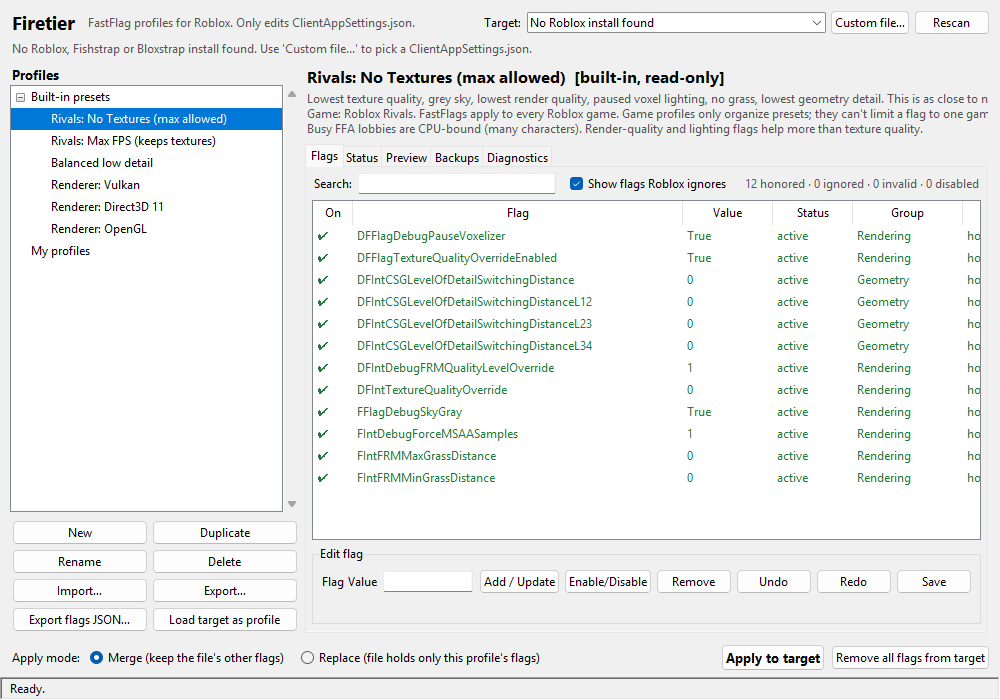 Firetier FastFlag profiles for Roblox. Only edits ClientAppSettings.json. Target: No Roblox install found Custom file... Rescan
No Roblox, Fishstrap or Bloxstrap install found. Use 'Custom file...' to pick a ClientAppSettings.json.
Profiles
Built-in presets
Rivals: No Textures (max allowed)
Rivals: Max FPS (keeps textures)
Balanced low detail
Renderer: Vulkan
Renderer: Direct3D 11
Renderer: OpenGL
My profiles
New Duplicate
Rename Delete
Import... Export...
Export flags JSON... Load target as profile
Rivals: No Textures (max allowed) [built-in, read-only]
Lowest texture quality, grey sky, lowest render quality, paused voxel lighting, no grass, lowest geometry detail. This is as close to n
Game: Roblox Rivals. FastFlags apply to every Roblox game. Game profiles only organize presets; they can't limit a flag to one gam
Busy FFA lobbies are CPU-bound (many characters). Render-quality and lighting flags help more than texture quality.
Flags Status Preview Backups Diagnostics
Search: Show flags Roblox ignores 12 honored · 0 ignored · 0 invalid · 0 disabled
On Flag Value Status Group
DFFlagDebugPauseVoxelizer True active Rendering ho
DFFlagTextureQualityOverrideEnabled True active Rendering ho
DFIntCSGLevelOfDetailSwitchingDistance 0 active Geometry ho
DFIntCSGLevelOfDetailSwitchingDistanceL12 0 active Geometry ho
DFIntCSGLevelOfDetailSwitchingDistanceL23 0 active Geometry ho
DFIntCSGLevelOfDetailSwitchingDistanceL34 0 active Geometry ho
DFIntDebugFRMQualityLevelOverride 1 active Rendering ho
DFIntTextureQualityOverride 0 active Rendering ho
FFlagDebugSkyGray True active Rendering ho
FIntDebugForceMSAASamples 1 active Rendering ho
FIntFRMMaxGrassDistance 0 active Rendering ho
FIntFRMMinGrassDistance 0 active Rendering ho
Edit flag
Flag Value Add / Update Enable/Disable Remove Undo Redo Save
Apply mode: Merge (keep the file's other flags) Replace (file holds only this profile's flags) Apply to target Remove all flags from target
Ready.